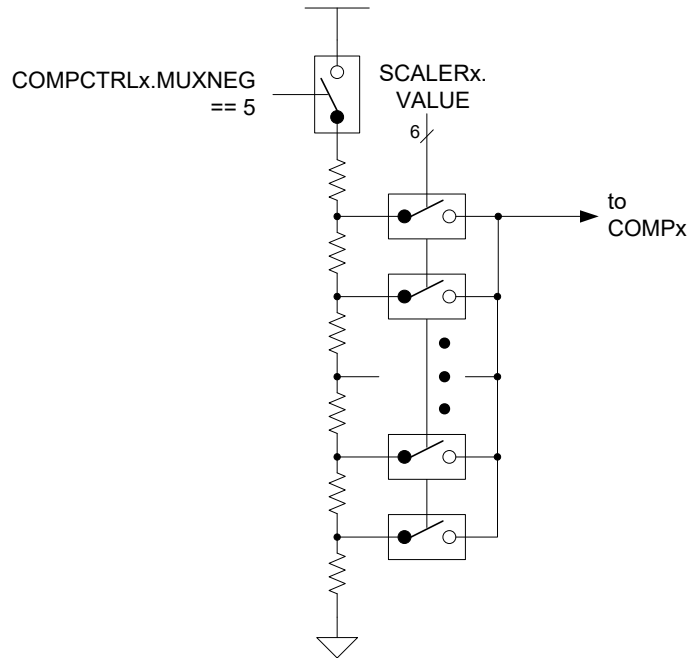 COMPCTRLx.MUXNEG
== 5
SCALERx.
VALUE
6
to
COMPx